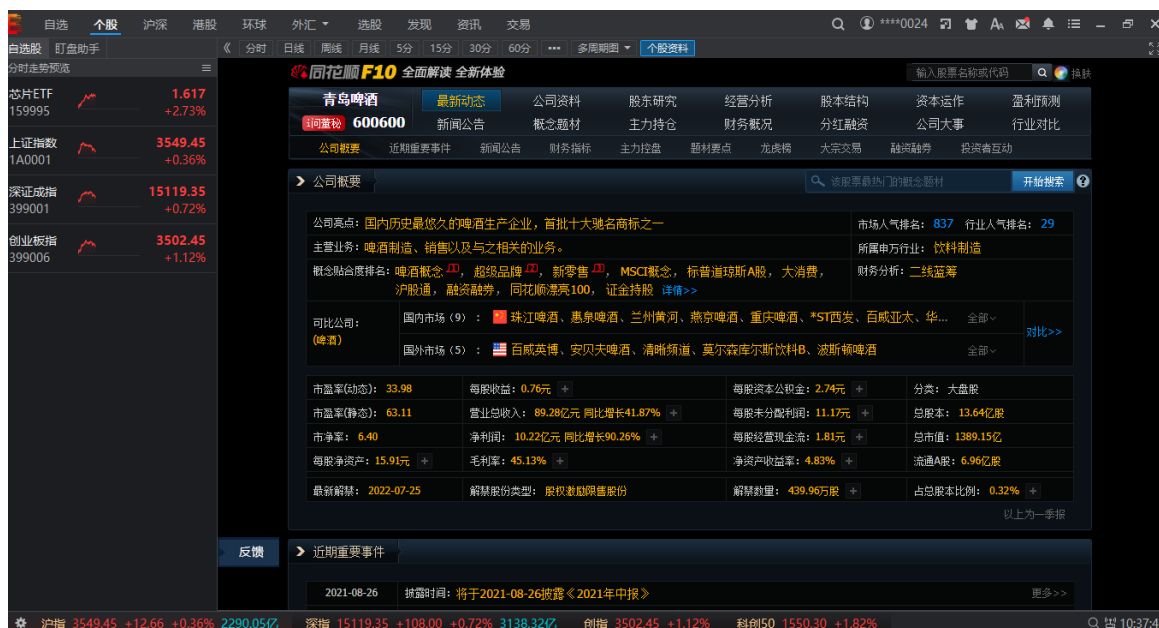 自选 个股 沪深 港股 环球 外汇 选股 发现 资讯 交易 ****0024
自选股 盯盘助手 《 分时 日线 周线 月线 5分 15分 30分 60分 ••• 多周期图 个股资料
分时走势预览
芯片ETF 1.617
159995 +2.73%
上证指数 3549.45
1A0001 +0.36%
深证成指 15119.35
399001 +0.72%
创业板指 3502.45
399006 +1.12%
同花顺 F10 全面解读 全新体验 输入股票名称或代码 换肤
青岛啤酒 最新动态 公司资料 股东研究 经营分析 股本结构 资本运作 盈利预测
问董秘 600600 新闻公告 概念题材 主力持仓 财务概况 分红融资 公司大事 行业对比
公司概要 近期重要事件 新闻公告 财务指标 主力控盘 题材要点 龙虎榜 大宗交易 融资融券 投资者互动
公司概要 该股票最热门的概念题材 开始搜索 ?
公司亮点: 国内历史最悠久的啤酒生产企业，首批十大驰名商标之一 市场人气排名: 837 行业人气排名: 29
主营业务: 啤酒制造、销售以及与之相关的业务。 所属申万行业: 饮料制造
概念贴合度排名: 啤酒概念， 超级品牌， 新零售， MSCI概念， 标普道琼斯A股， 大消费， 财务分析: 二线蓝筹
沪股通， 融资融券， 同花顺漂亮100， 证金持股 详情>>
可比公司:
(啤酒)
国内市场（9）: 珠江啤酒、惠泉啤酒、兰州黄河、燕京啤酒、重庆啤酒、*ST西发、百威亚太、华... 全部
对比>>
国外市场（5）: 百威英博、安贝夫啤酒、清晰频道、莫尔森库尔斯饮料B、波斯顿啤酒 全部
市盈率(动态): 33.98 每股收益: 0.76元 + 每股资本公积金: 2.74元 + 分类: 大盘股
市盈率(静态): 63.11 营业总收入: 89.28亿元 同比增长41.87% + 每股未分配利润: 11.17元 + 总股本: 13.64亿股
市净率: 6.40 净利润: 10.22亿元 同比增长90.26% + 每股经营现金流: 1.81元 + 总市值: 1389.15亿
每股净资产: 15.91元 + 毛利率: 45.13% + 净资产收益率: 4.83% + 流通A股: 6.96亿股
最新解禁: 2022-07-25 解禁股份类型: 股权激励限售股份 解禁数量: 439.96万股 + 占总股本比例: 0.32% +
以上为一季报
反馈 近期重要事件
2021-08-26 披露时间: 将于2021-08-26披露《2021年中报》 更多>>
沪指 3549.45 +12.66 +0.36% 2290.05亿 深指 15119.35 +108.00 +0.72% 3138.32亿 创指 3502.45 +1.12% 科创50 1550.30 +1.82% 10:37:4